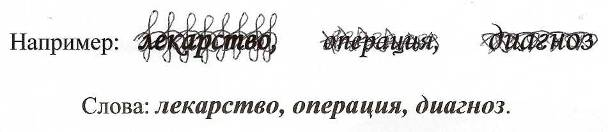 Например: лекарство, операция, диагноз
Слова: лекарство, операция, диагноз.